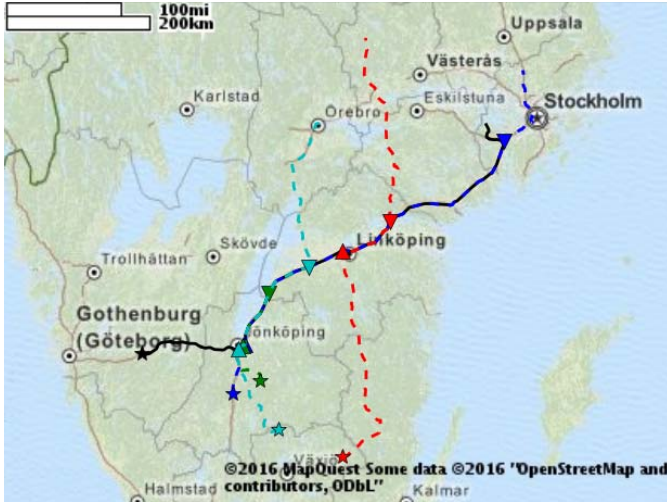 100mi
200km
Uppsala
Västerås
Karlstad
Örebro
Eskilstuna
Stockholm
Linköping
Skövde
Trollhättan
Gothenburg
(Göteborg)
Jönköping
Växjö
©2016 MapQuest Some data ©2016 "OpenStreetMap and
contributors, ODbL"
Halmstad
Kalmar